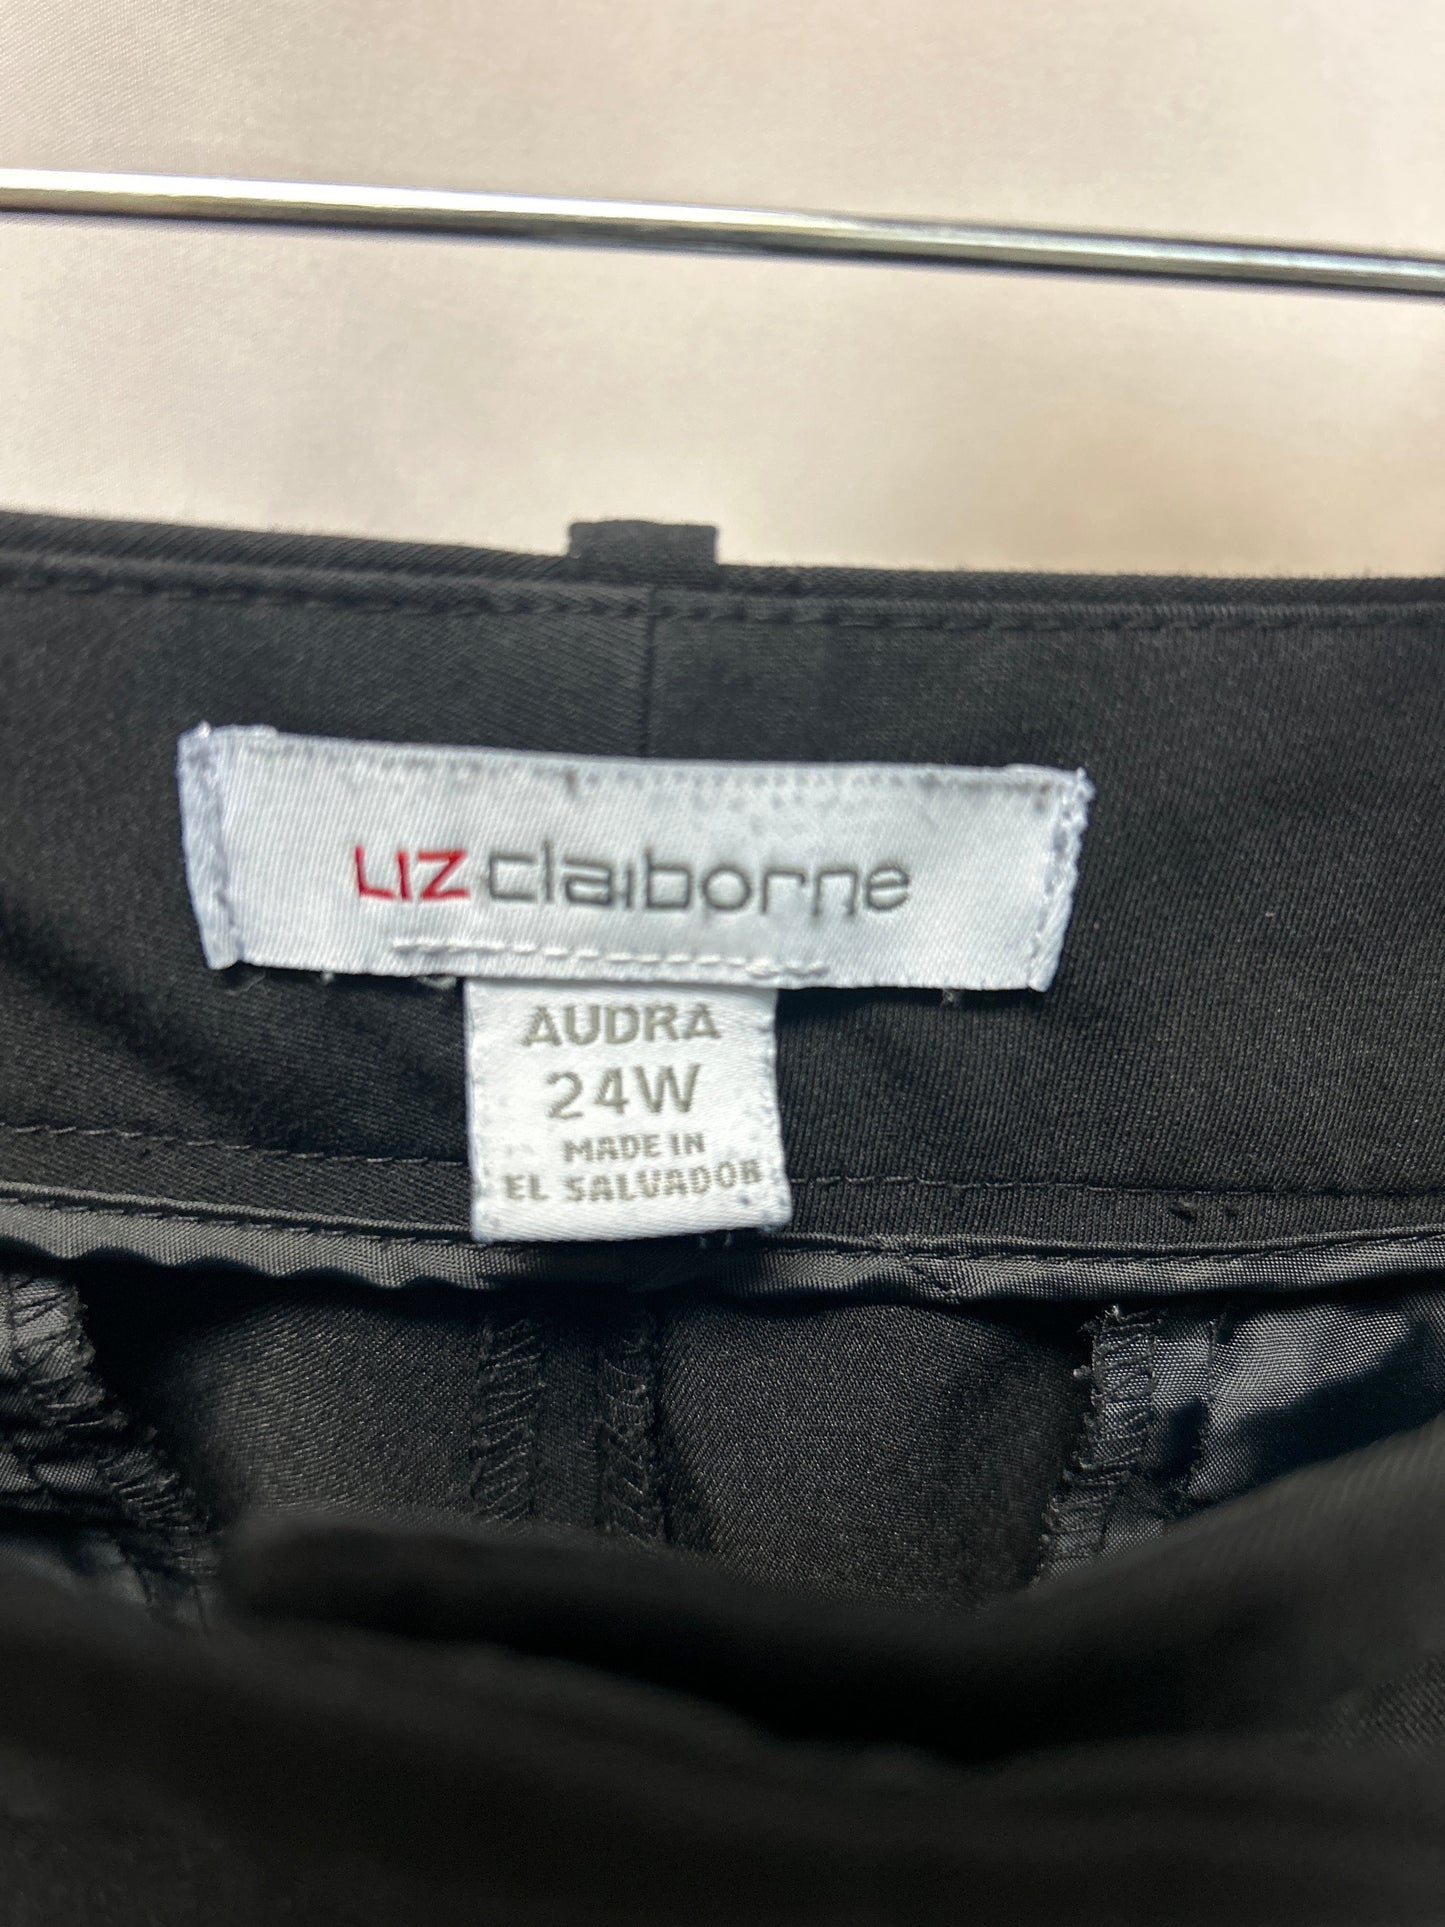 LIZ claiborne
AUDRA
24W
MADE IN
EL SALVADOR